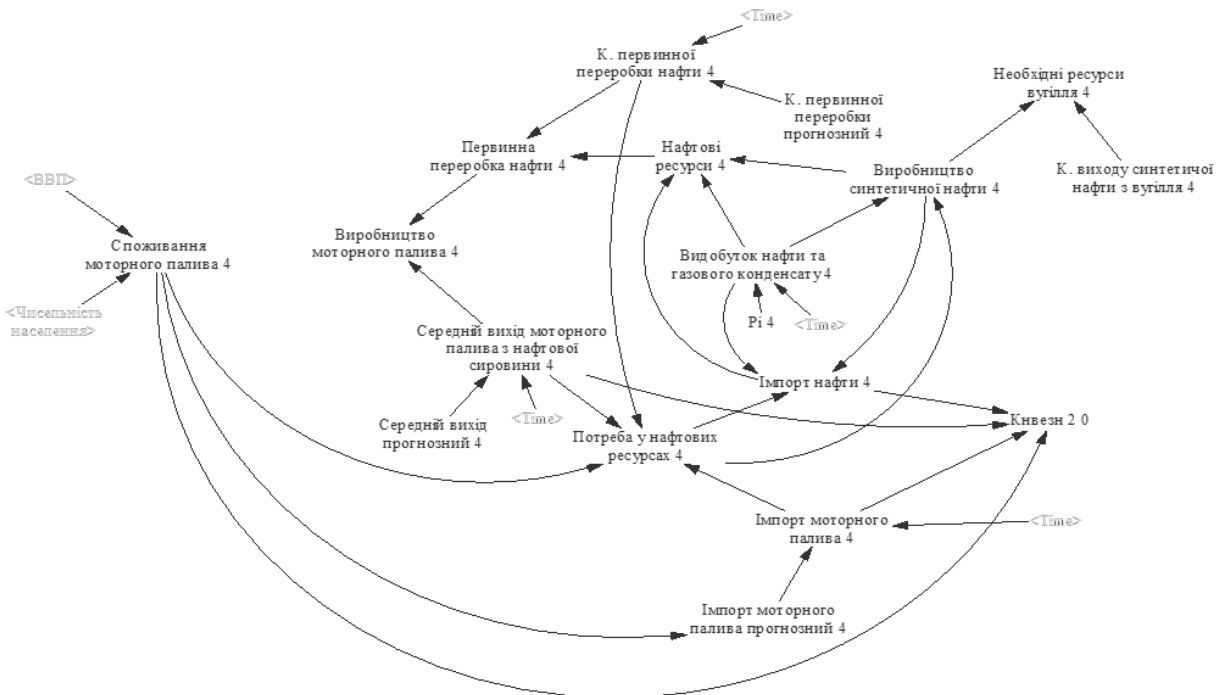 <Time>
К. первинної
переробки нафти 4
Необхідні ресурси
вугілля 4
К. первинної
переробки
прогнозний 4
Первинна
переробка нафти 4
Нафтові
ресурси 4
Виробництво
синтетичної нафти 4
К. виходу синтетичої
нафти з вугілля 4
<ВВП>
Споживання
моторного палива 4
Виробництво
моторного палива 4
Видобуток нафти та
газового конденсату 4
<Чисельність
населення>
Рі 4
<Time>
Середній вихід моторного
палива з нафтової
сировини 4
Імпорт нафти 4
Середній вихід
прогнозний 4
<Time>
Потреба у нафтових
ресурсах 4
Кнвезн 2 0
Імпорт моторного
палива 4
<Time>
Імпорт моторного
палива прогнозний 4